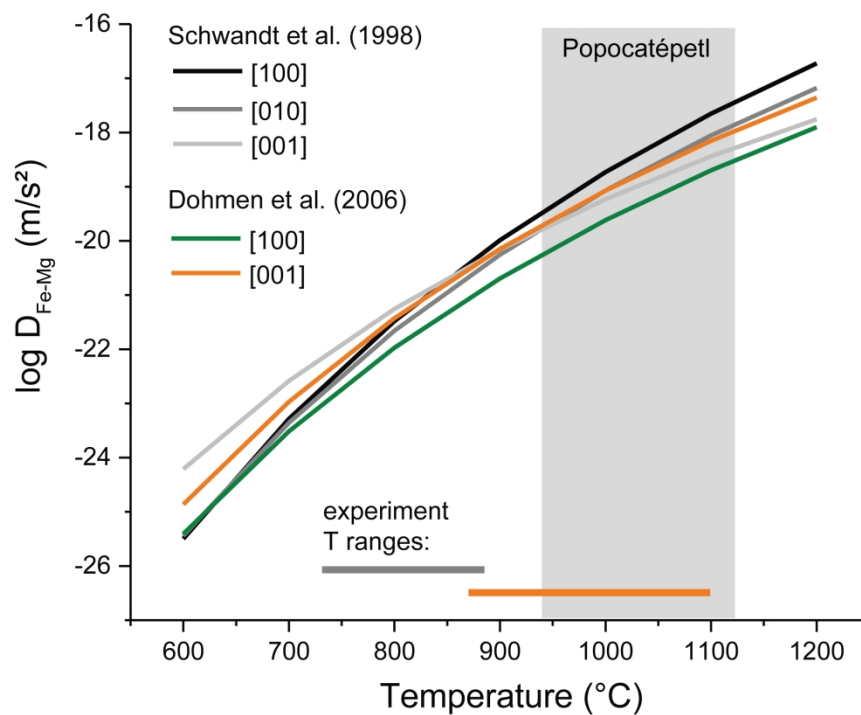 Schwandt et al. (1998)
[100]
[010]
[001]
Dohmen et al. (2006)
[100]
[001]
Popocatépetl
experiment
T ranges:
log D_Fe-Mg (m/s²)
-16
-18
-20
-22
-24
-26
600 700 800 900 1000 1100 1200
Temperature (°C)